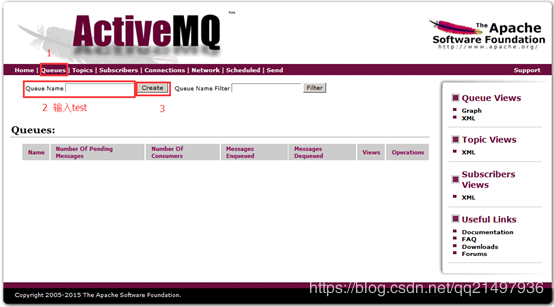 ActiveMQ™
The Apache
Software Foundation
http://www.apache.org/
1
Home | Queues | Topics | Subscribers | Connections | Network | Scheduled | Send
Support
Queue Name
Create
Queue Name Filter
Filter
2 输入test
3
Queues:
Name
Number Of Pending
Messages
Number Of
Consumers
Messages
Enqueued
Messages
Dequeued
Views
Operations
Queue Views
Graph
XML
Topic Views
XML
Subscribers
Views
XML
Useful Links
Documentation
FAQ
Downloads
Forums
Copyright 2005-2015 The Apache Software Foundation.
https://blog.csdn.net/qq21497936